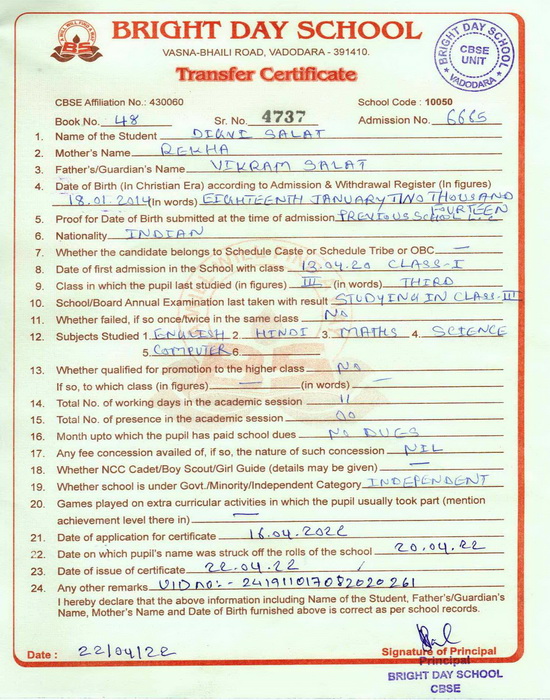 BRIGHT DAY SCHOOL
VASNA-BHAILI ROAD, VADODARA - 391410.
Transfer Certificate
BRIGHT DAY SCHOOL CBSE UNIT VADODARA
CBSE Affiliation No. : 430060 School Code : 10050
Book No. 48 Sr. No. 4737 Admission No. 6665
1. Name of the Student DIGVI SALAT
2. Mother's Name REKHA
3. Father's/Guardian's Name VIKRAM SALAT
4. Date of Birth (in Christian Era) according to Admission & Withdrawal Register (In figures)
18.01.2014 (In words) EIGHTEENTH JANUARY TWO THOUSAND FOURTEEN
5. Proof for Date of Birth submitted at the time of admission PREVIOUS SCHOOL L.C
6. Nationality INDIAN
7. Whether the candidate belongs to Schedule Caste or Schedule Tribe or OBC —
8. Date of first admission in the School with class 13.04.20 CLASS-I
9. Class in which the pupil last studied (in figures) III (in words) THIRD
10. School/Board Annual Examination last taken with result STUDYING IN CLASS-III
11. Whether failed, if so once/twice in the same class NO
12. Subjects Studied 1. ENGLISH 2. HINDI 3. MATHS 4. SCIENCE
5. COMPUTER 6
13. Whether qualified for promotion to the higher class NO
If so, to which class (in figures) — (in words) —
14. Total No. of working days in the academic session 11
15. Total No. of presence in the academic session
16. Month upto which the pupil has paid school dues NO DUES
17. Any fee concession availed of, if so, the nature of such concession NIL
18. Whether NCC Cadet/Boy Scout/Girl Guide (details may be given) —
19. Whether school is under Govt./Minority/Independent Category INDEPENDENT
20. Games played on extra curricular activities in which the pupil usually took part (mention
achievement level there in) —
21. Date of application for certificate 16.04.2022
22. Date on which pupil's name was struck off the rolls of the school 20.04.22
23. Date of issue of certificate 22.04.22
24. Any other remarks UID no:- 241911017082020261
I hereby declare that the above information including Name of the Student, Father's/Guardian's
Name, Mother's Name and Date of Birth furnished above is correct as per school records.
Date : 22/04/22 Signature of Principal
Principal
BRIGHT DAY SCHOOL
CBSE